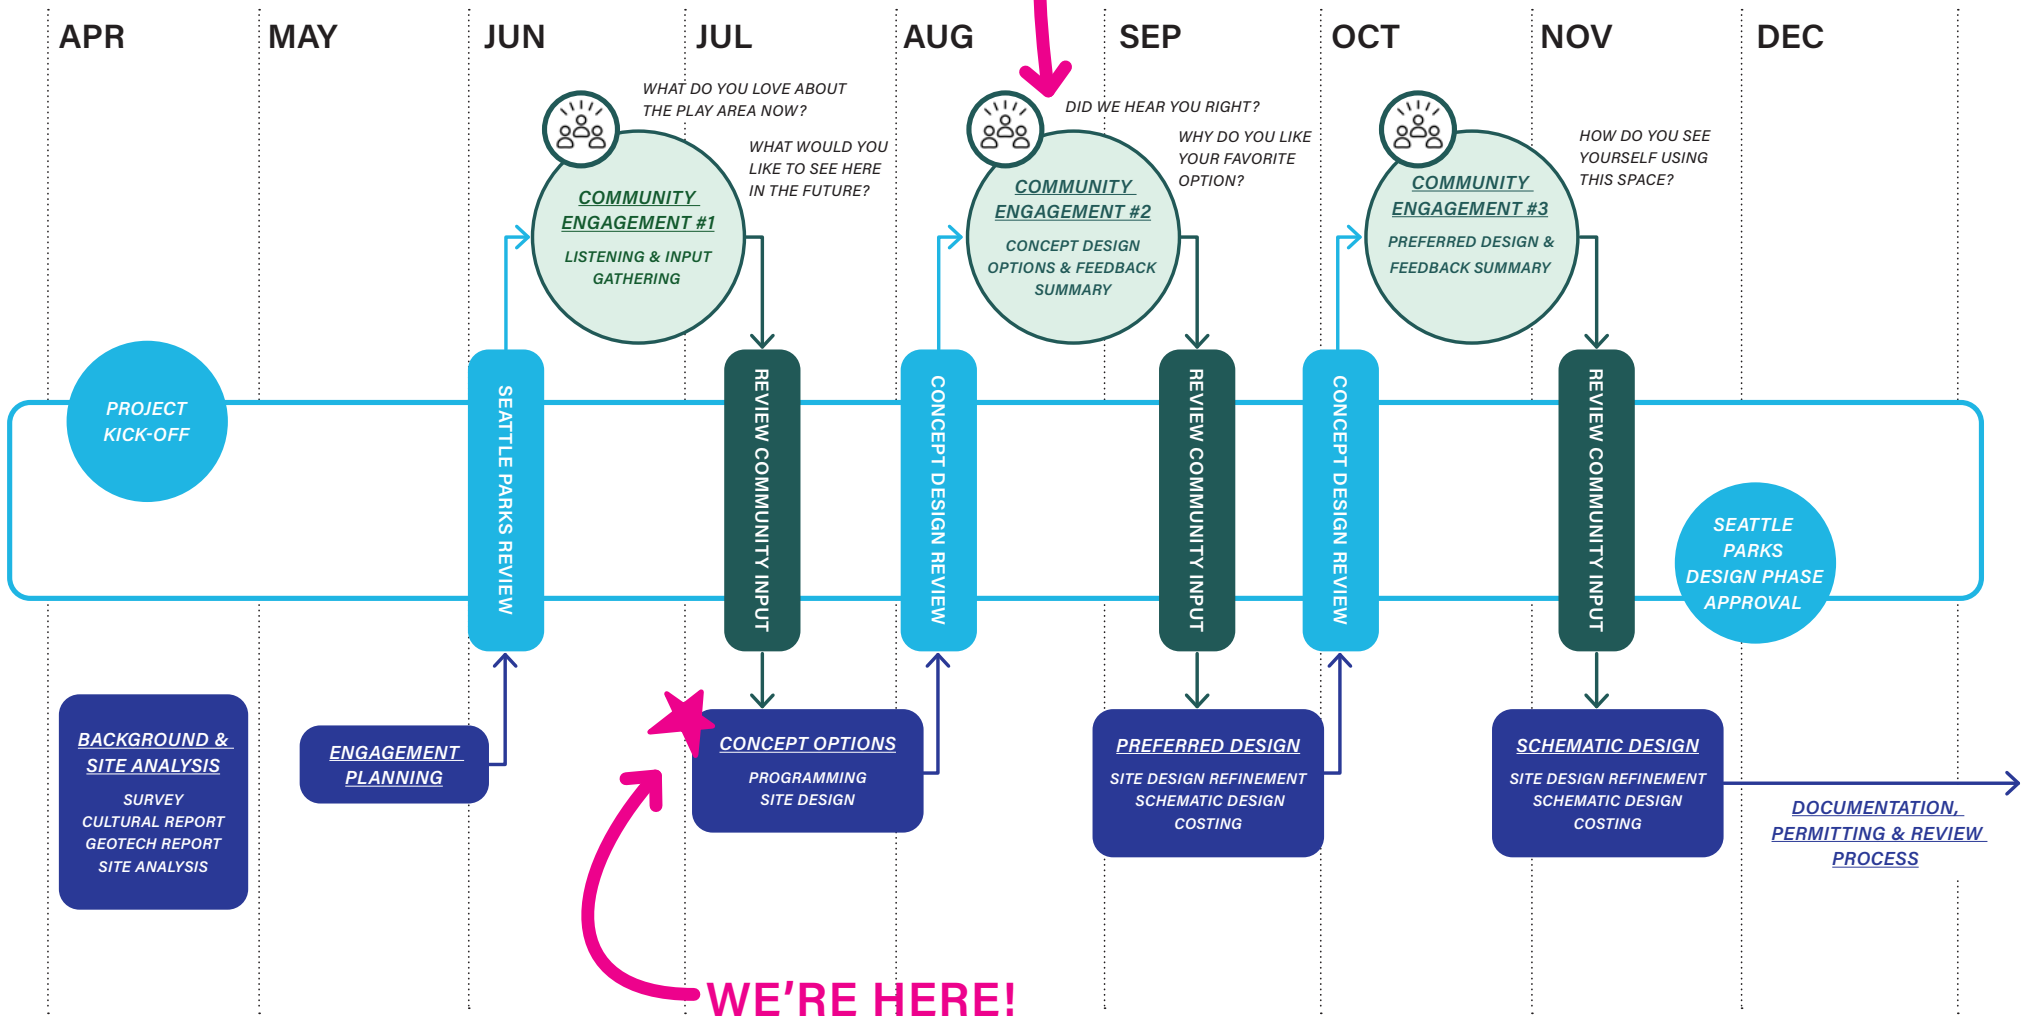 APR
MAY
JUN
JUL
AUG
SEP
OCT
NOV
DEC
WHAT DO YOU LOVE ABOUT
THE PLAY AREA NOW?
WHAT WOULD YOU
LIKE TO SEE HERE
IN THE FUTURE?
COMMUNITY
ENGAGEMENT #1
LISTENING & INPUT
GATHERING
DID WE HEAR YOU RIGHT?
WHY DO YOU LIKE
YOUR FAVORITE
OPTION?
COMMUNITY
ENGAGEMENT #2
CONCEPT DESIGN
OPTIONS & FEEDBACK
SUMMARY
HOW DO YOU SEE
YOURSELF USING
THIS SPACE?
COMMUNITY
ENGAGEMENT #3
PREFERRED DESIGN &
FEEDBACK SUMMARY
PROJECT
KICK-OFF
SEATTLE PARKS REVIEW
REVIEW COMMUNITY INPUT
CONCEPT DESIGN REVIEW
REVIEW COMMUNITY INPUT
CONCEPT DESIGN REVIEW
REVIEW COMMUNITY INPUT
SEATTLE
PARKS
DESIGN PHASE
APPROVAL
BACKGROUND &
SITE ANALYSIS
SURVEY
CULTURAL REPORT
GEOTECH REPORT
SITE ANALYSIS
ENGAGEMENT
PLANNING
CONCEPT OPTIONS
PROGRAMMING
SITE DESIGN
PREFERRED DESIGN
SITE DESIGN REFINEMENT
SCHEMATIC DESIGN
COSTING
SCHEMATIC DESIGN
SITE DESIGN REFINEMENT
SCHEMATIC DESIGN
COSTING
DOCUMENTATION,
PERMITTING & REVIEW
PROCESS
WE'RE HERE!